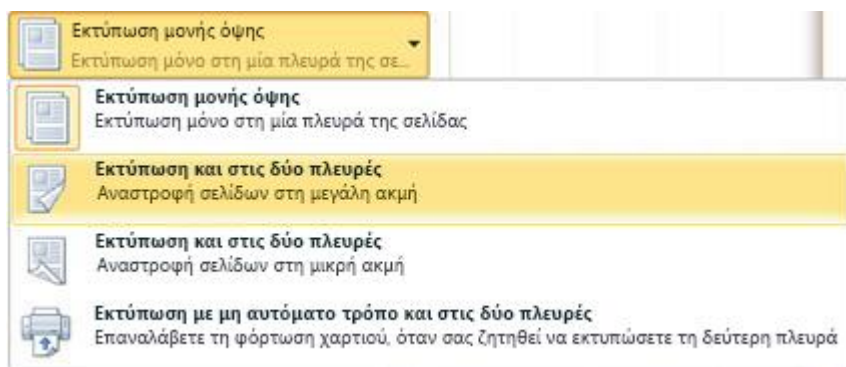 Εκτύπωση μονής όψης
Εκτύπωση μόνο στη μία πλευρά της σε...
Εκτύπωση μονής όψης
Εκτύπωση μόνο στη μία πλευρά της σελίδας
Εκτύπωση και στις δύο πλευρές
Αναστροφή σελίδων στη μεγάλη ακμή
Εκτύπωση και στις δύο πλευρές
Αναστροφή σελίδων στη μικρή ακμή
Εκτύπωση με μη αυτόματο τρόπο και στις δύο πλευρές
Επαναλάβετε τη φόρτωση χαρτιού, όταν σας ζητηθεί να εκτυπώσετε τη δεύτερη πλευρά